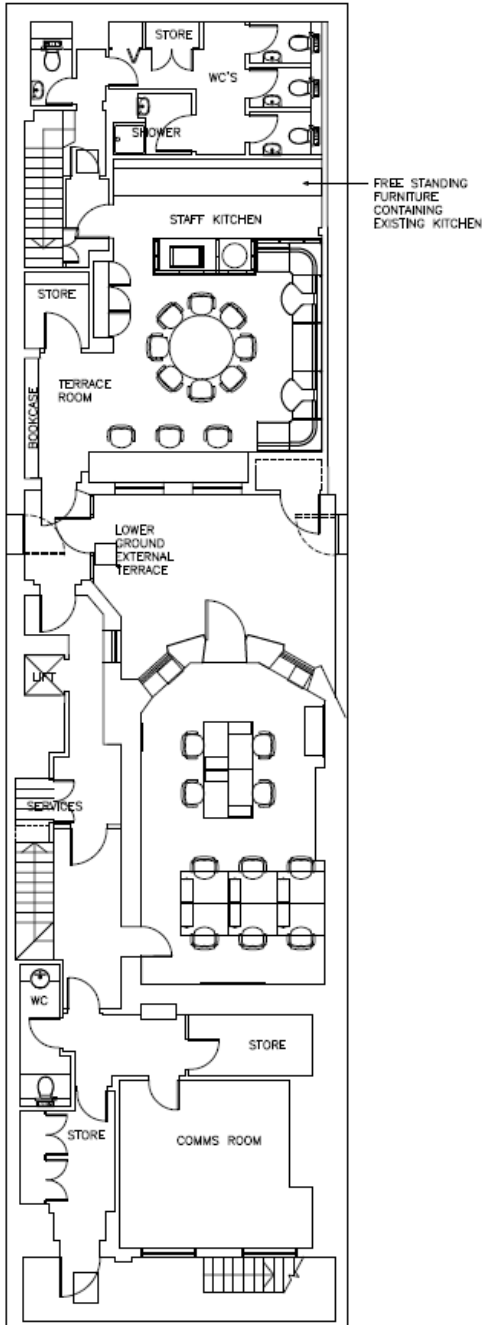 STORE
WC'S
SHOWER
FREE STANDING
FURNITURE
CONTAINING
EXISTING KITCHEN
STAFF KITCHEN
STORE
BOOKCASE
TERRACE
ROOM
LOWER
GROUND
EXTERNAL
TERRACE
LIFT
SERVICES
WC
STORE
STORE
COMMS ROOM